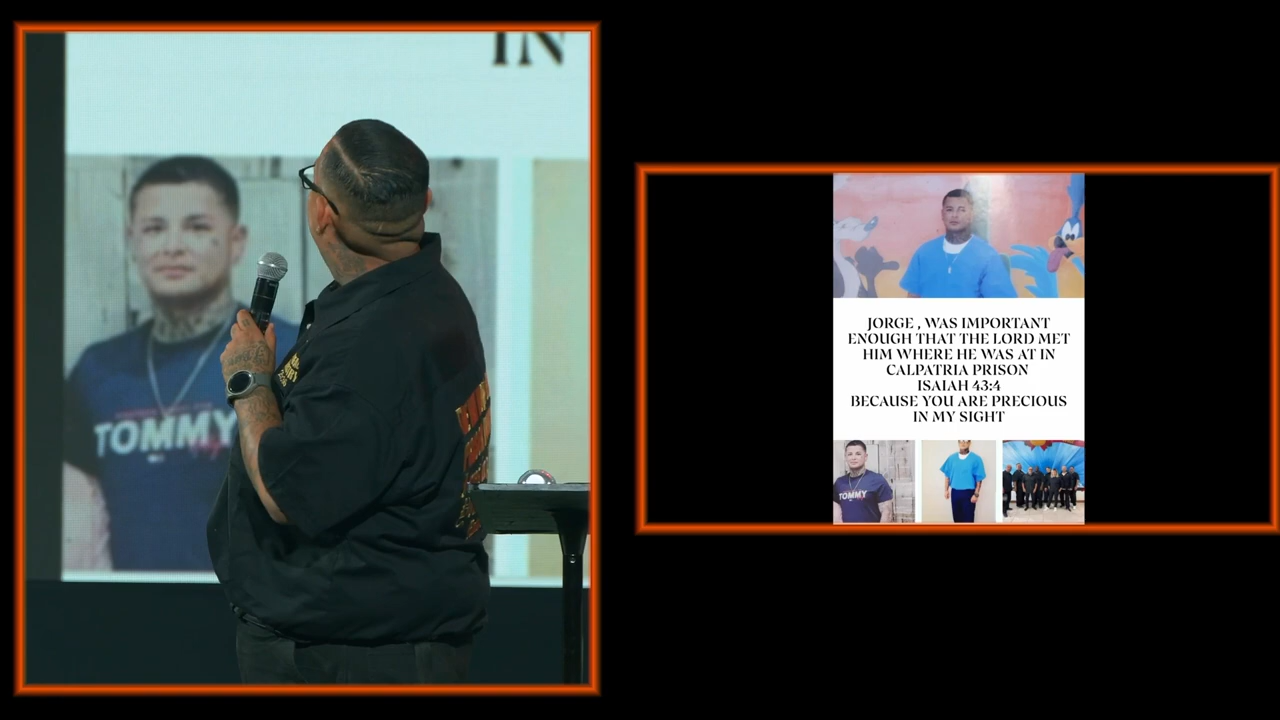 IN
TOMMY
JORGE , WAS IMPORTANT
ENOUGH THAT THE LORD MET
HIM WHERE HE WAS AT IN
CALPATRIA PRISON
ISAIAH 43:4
BECAUSE YOU ARE PRECIOUS
IN MY SIGHT
TOMMY